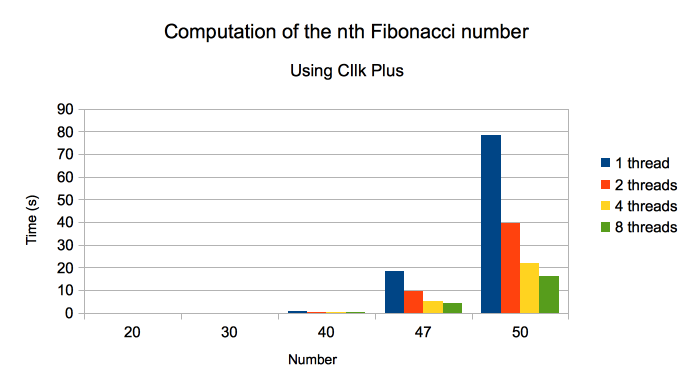 Computation of the nth Fibonacci number
Using CIlk Plus
90
80
70
60
50
40
30
20
10
0
Time (s)
20 30 40 47 50
Number
1 thread
2 threads
4 threads
8 threads